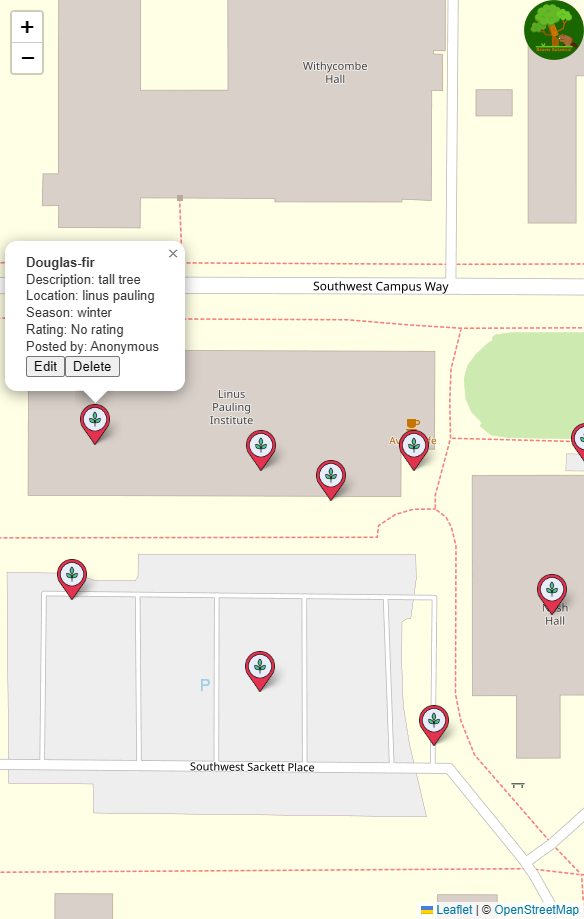 +
−
Withycombe
Hall
Southwest Campus Way
×
Douglas-fir
Description: tall tree
Location: linus pauling
Season: winter
Rating: No rating
Posted by: Anonymous
Edit Delete
Linus
Pauling
Institute
Hall
P
Southwest Sackett Place
Leaflet | © OpenStreetMap